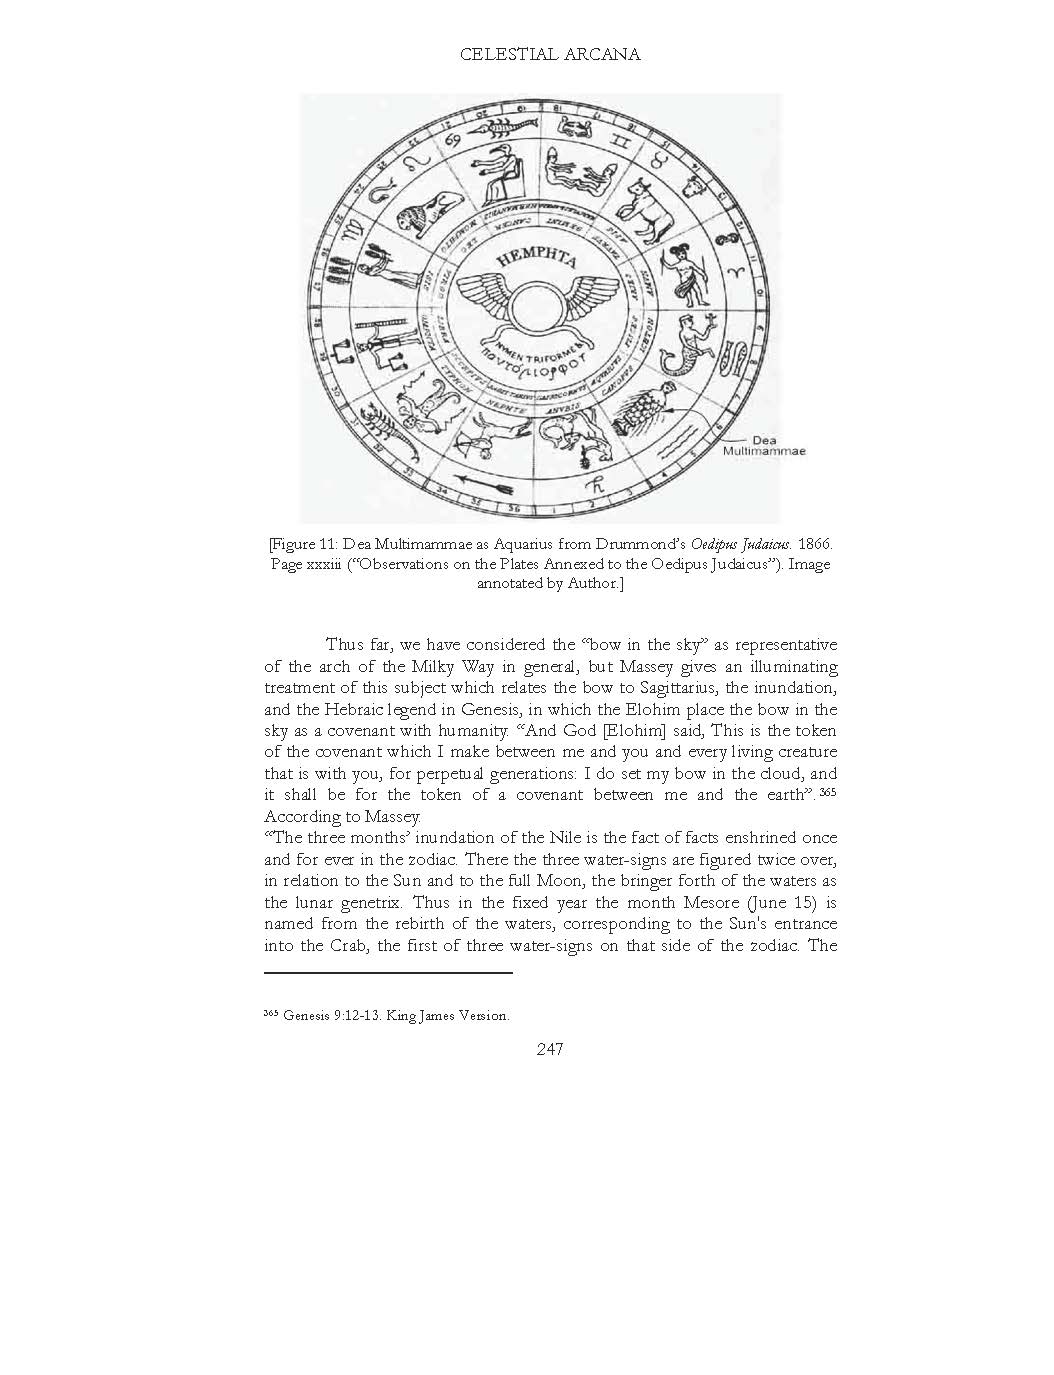 CELESTIAL ARCANA
HEMPHTA
NVMEN TRIFORME
Dea
Multimammae
[Figure 11: Dea Multimammae as Aquarius from Drummond’s Oedipus Judaicus. 1866.
Page xxxiii (“Observations on the Plates Annexed to the Oedipus Judaicus”). Image
annotated by Author.]
Thus far, we have considered the “bow in the sky” as representative
of the arch of the Milky Way in general, but Massey gives an illuminating
treatment of this subject which relates the bow to Sagittarius, the inundation,
and the Hebraic legend in Genesis, in which the Elohim place the bow in the
sky as a covenant with humanity. “And God [Elohim] said, This is the token
of the covenant which I make between me and you and every living creature
that is with you, for perpetual generations: I do set my bow in the cloud, and
it shall be for the token of a covenant between me and the earth”.365
According to Massey:
“The three months’ inundation of the Nile is the fact of facts enshrined once
and for ever in the zodiac. There the three water-signs are figured twice over,
in relation to the Sun and to the full Moon, the bringer forth of the waters as
the lunar genetrix. Thus in the fixed year the month Mesore (June 15) is
named from the rebirth of the waters, corresponding to the Sun's entrance
into the Crab, the first of three water-signs on that side of the zodiac. The
365 Genesis 9:12-13. King James Version.
247